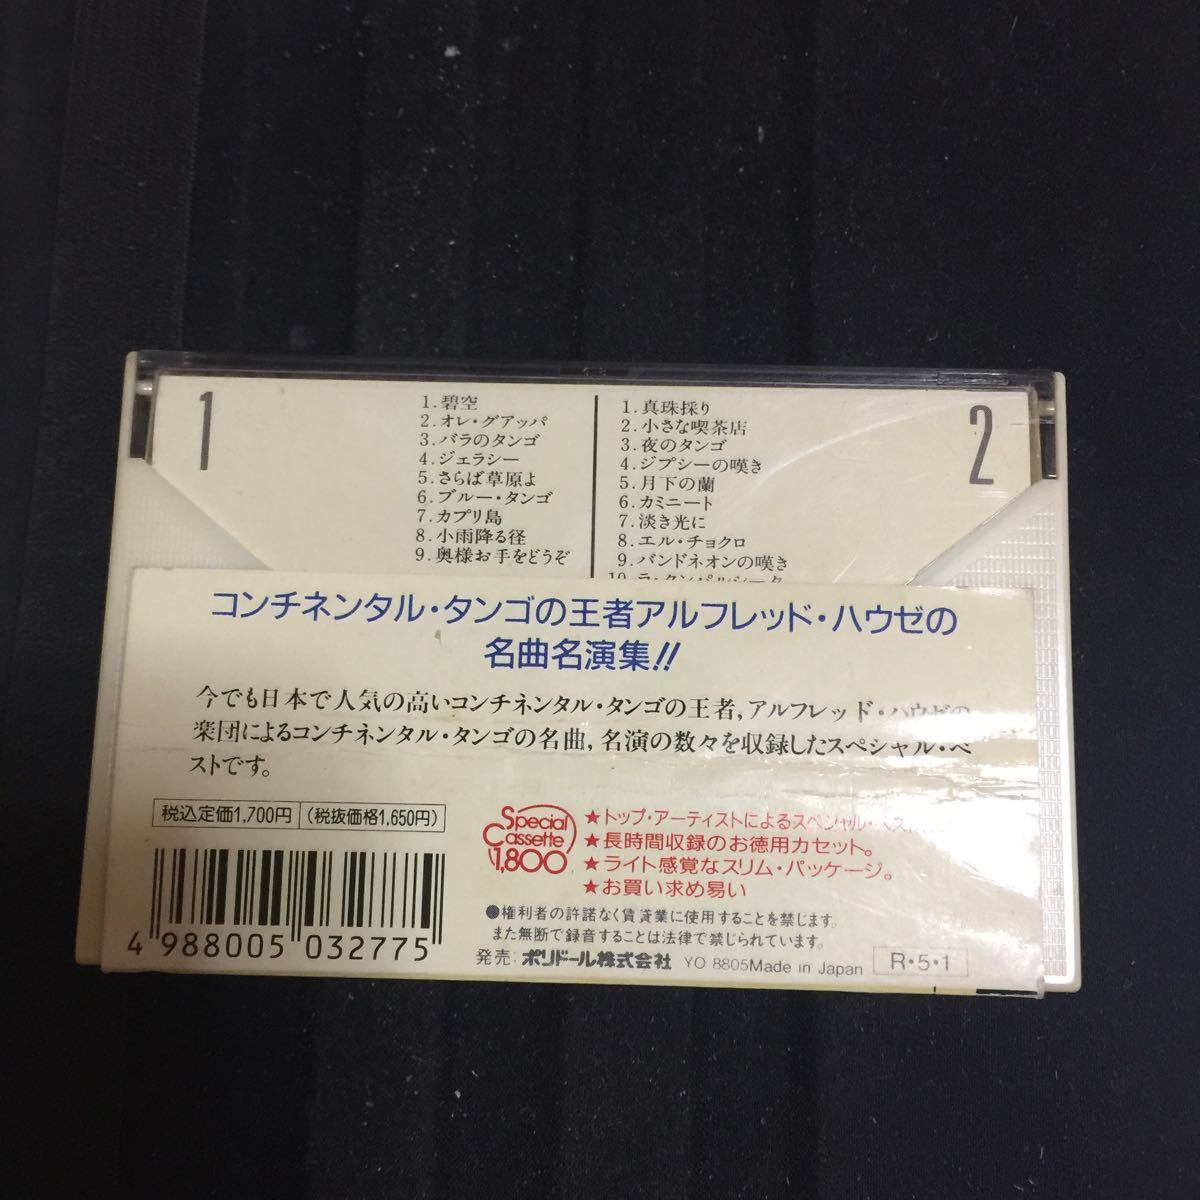 1
1.碧空
2.オレ・グアッパ
3.バラのタンゴ
4.ジェラシー
5.さらば草原よ
6.ブルー・タンゴ
7.カプリ島
8.小雨降る径
9.奥様お手をどうぞ
2
1.真珠採り
2.小さな喫茶店
3.夜のタンゴ
4.ジプシーの嘆き
5.月下の蘭
6.カミニート
7.淡き光に
8.エル・チョクロ
9.バンドネオンの嘆き
10.ラ・クンパルシータ
コンチネンタル・タンゴの王者アルフレッド・ハウゼの
名曲名演集!!
今でも日本で人気の高いコンチネンタル・タンゴの王者,アルフレッド・ハウゼの
楽団によるコンチネンタル・タンゴの名曲,名演の数々を収録したスペシャル・ベ
ストです。
税込定価1,700円 (税抜価格1,650円)
Special
Cassette
1,800
★トップ・アーティストによるスペシャル・ベス
★長時間収録のお徳用カセット。
★ライト感覚なスリム・パッケージ。
★お買い求め易い
●権利者の許諾なく賃貸業に使用することを禁じます。
また無断で録音することは法律で禁じられています。
発売:ポリドール株式会社 YO 8805 Made in Japan R・5・1
4 988005 032775